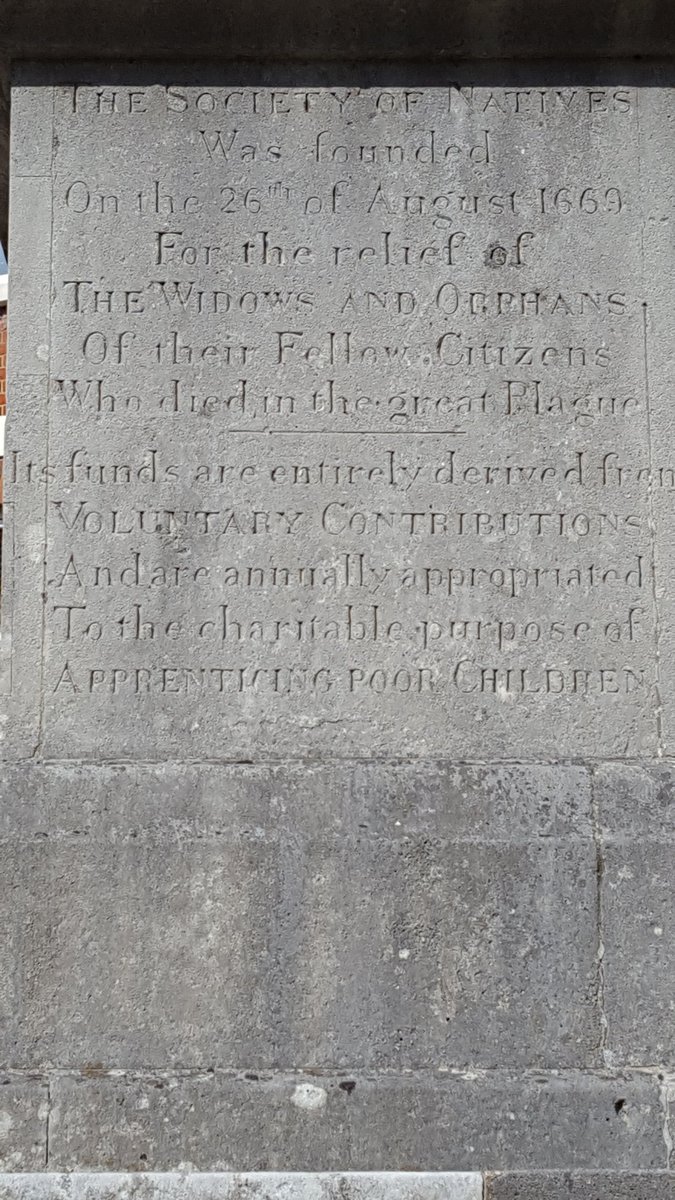 THE SOCIETY OF NATIVES
Was founded
On the 26th of August 1669
For the relief of
THE WIDOWS AND ORPHANS
Of their Fellow Citizens
Who died in the great Plague
Its funds are entirely derived from
VOLUNTARY CONTRIBUTIONS
And are annually appropriated
To the charitable purpose of
APPRENTICING POOR CHILDREN